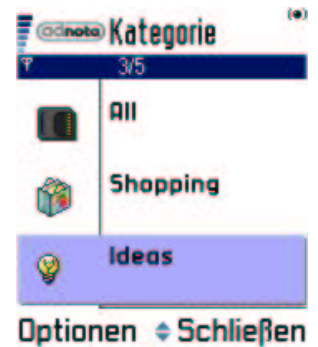 adnota Kategorie
3/5
All
Shopping
Ideas
Optionen Schließen